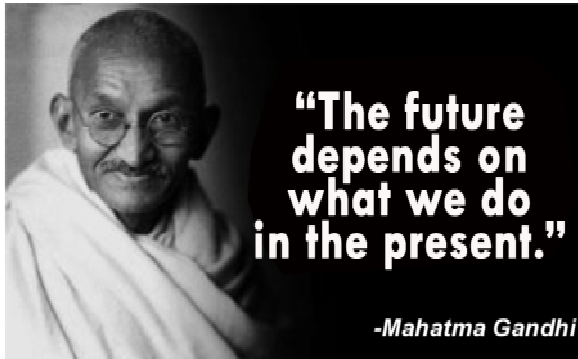 “The future
depends on
what we do
in the present.”
-Mahatma Gandhi